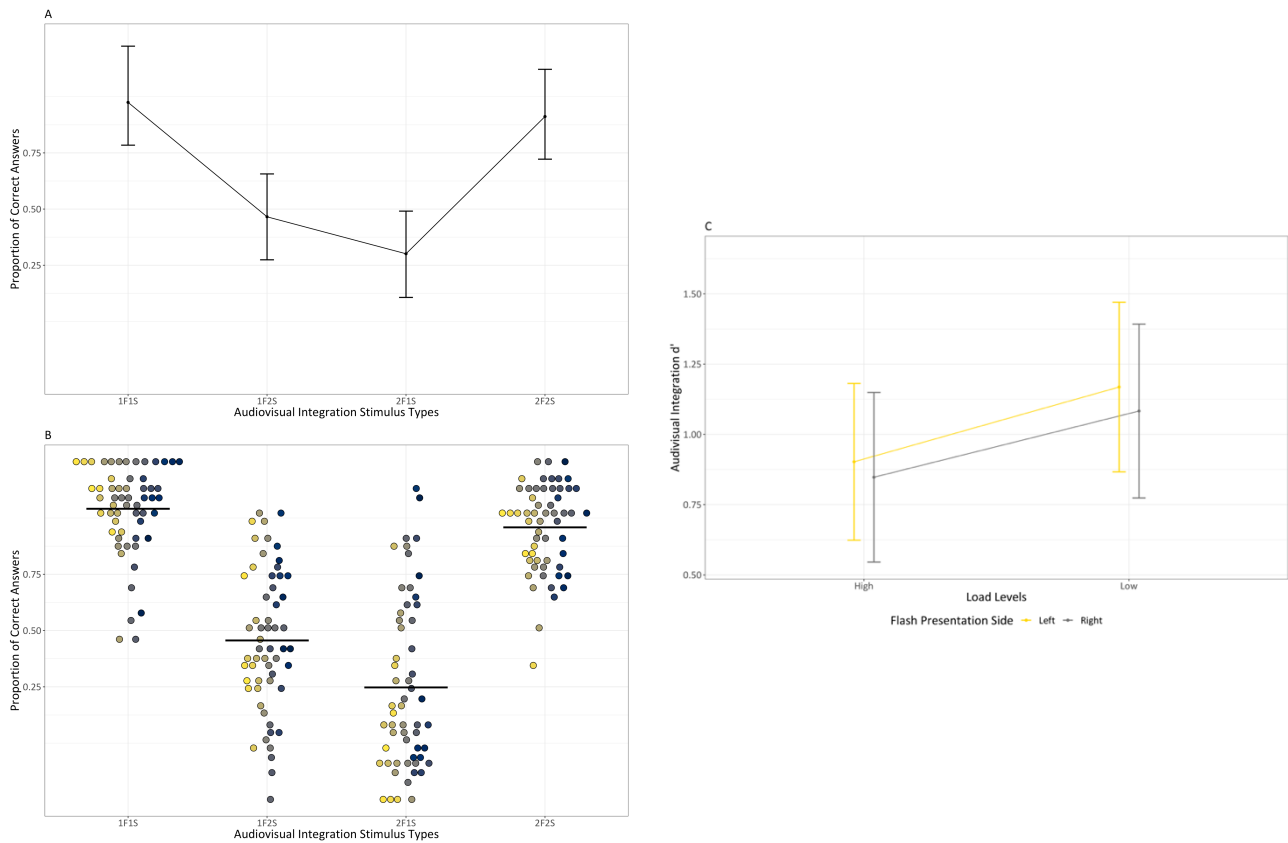 A
Proportion of Correct Answers
0.75
0.50
0.25
1F1S 1F2S 2F1S 2F2S
Audiovisual Integration Stimulus Types
B
Proportion of Correct Answers
0.75
0.50
0.25
1F1S 1F2S 2F1S 2F2S
Audiovisual Integration Stimulus Types
C
Audivisual Integration d'
1.50
1.25
1.00
0.75
0.50
High Low
Load Levels
Flash Presentation Side Left Right